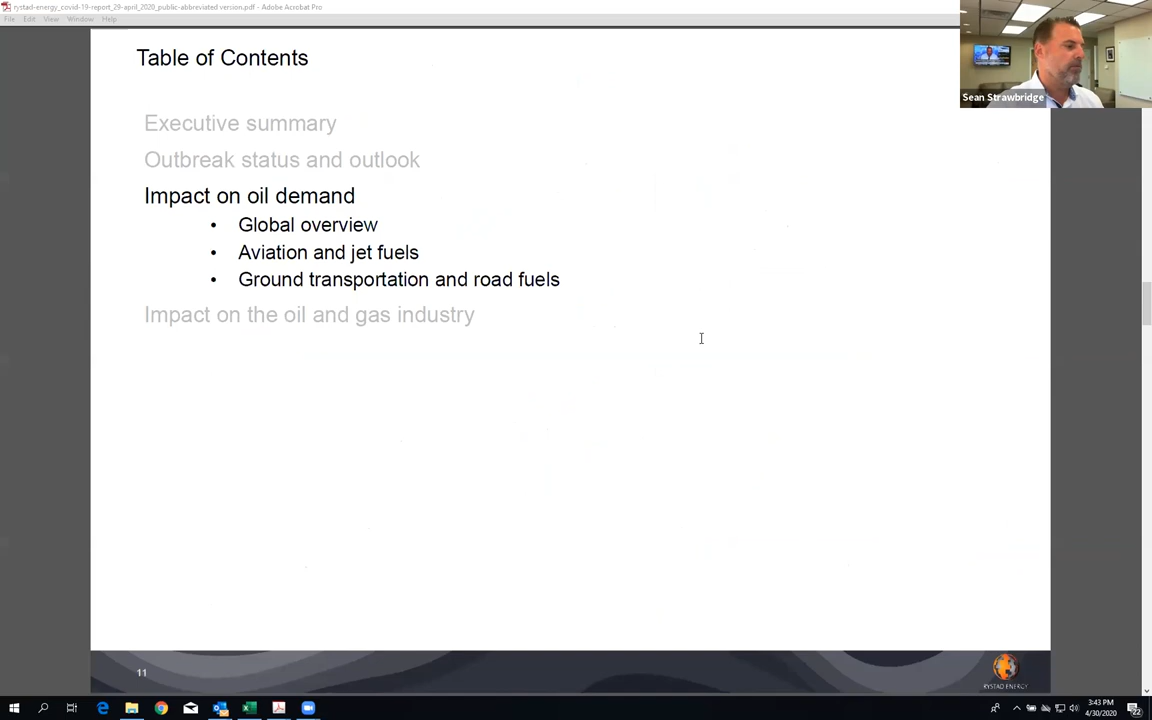 rystad-energy_covid-19-report_29-april_2020_public-abbreviated version.pdf - Adobe Acrobat Pro
File Edit View Window Help
Table of Contents
Sean Strawbridge
Executive summary
Outbreak status and outlook
Impact on oil demand
• Global overview
• Aviation and jet fuels
• Ground transportation and road fuels
Impact on the oil and gas industry
11
RYSTAD ENERGY
3:43 PM
4/30/2020
22